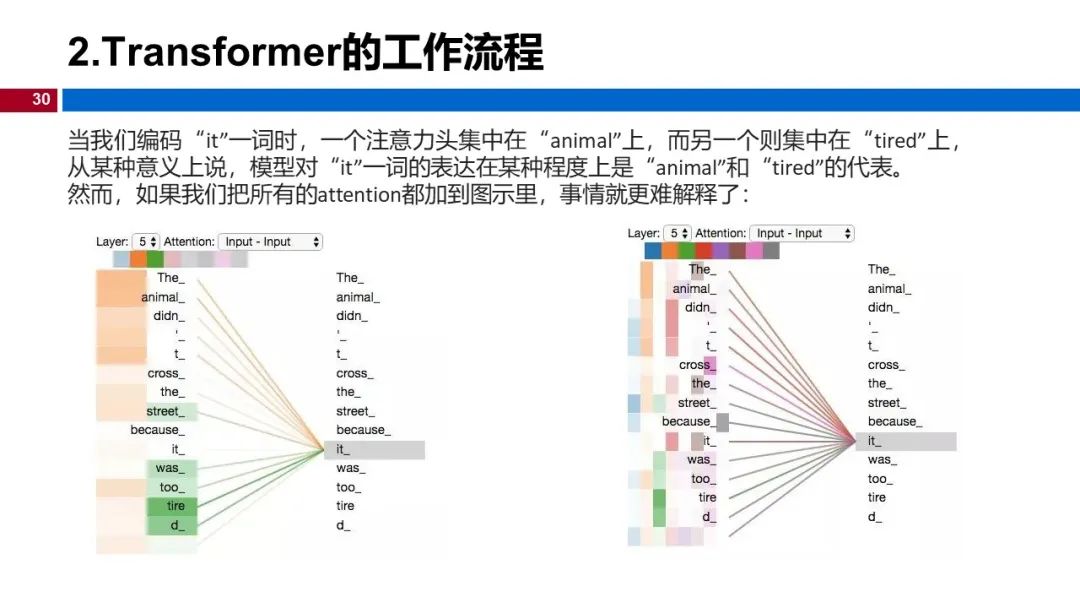 2.Transformer的工作流程
30
当我们编码“it”一词时，一个注意力头集中在“animal”上，而另一个则集中在“tired”上，
从某种意义上说，模型对“it”一词的表达在某种程度上是“animal”和“tired”的代表。
然而，如果我们把所有的attention都加到图示里，事情就更难解释了：
Layer: 5 Attention: Input - Input
The_ The_
animal_ animal_
didn_ didn_
'_ '_
t_ t_
cross_ cross_
the_ the_
street_ street_
because_ because_
it_ it_
was_ was_
too_ too_
tire tire
d_ d_
Layer: 5 Attention: Input - Input
The_ The_
animal_ animal_
didn_ didn_
'_ '_
t_ t_
cross_ cross_
the_ the_
street_ street_
because_ because_
it_ it_
was_ was_
too_ too_
tire tire
d_ d_